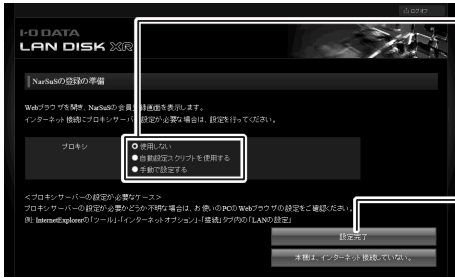 ログオフ
I-O DATA
LAN DISK XR
NarSuSの登録の準備
Webブラウザを開き、NarSuSの会員登録画面を表示します。
インターネット接続にプロキシサーバーの設定が必要な場合は、設定を行ってください。
プロキシ
使用しない
自動設定スクリプトを使用する
手動で設定する
<プロキシサーバーの設定が必要なケース>
プロキシサーバーの設定が必要かどうか不明な場合は、お使いのPCのWebブラウザの設定をご確認ください。
例: InternetExplorerの「ツール」-「インターネットオプション」-「接続」タブ内の「LANの設定」
設定完了
本機は、インターネット接続していない。